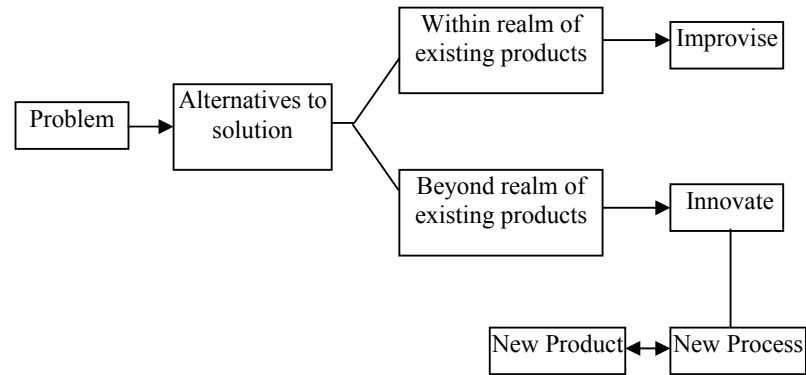 Problem
Alternatives to
solution
Within realm of
existing products
Improvise
Beyond realm of
existing products
Innovate
New Product
New Process